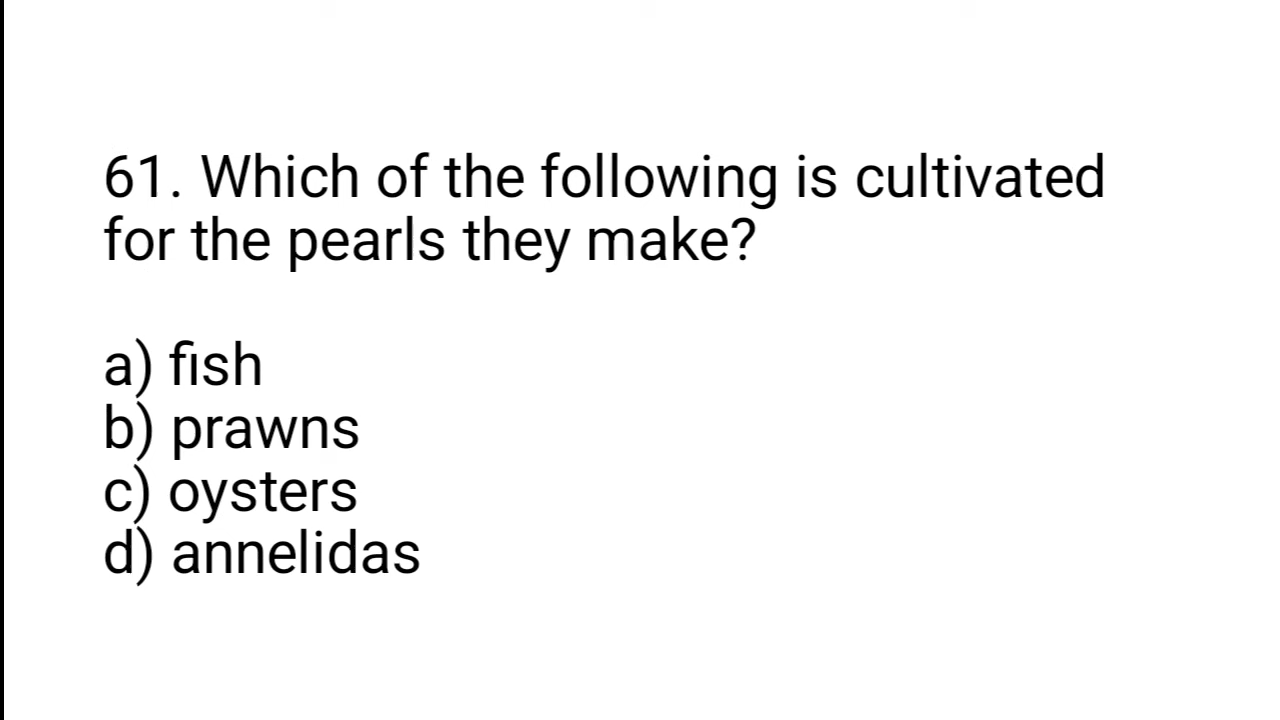 61. Which of the following is cultivated
for the pearls they make?
a) fish
b) prawns
c) oysters
d) annelidas